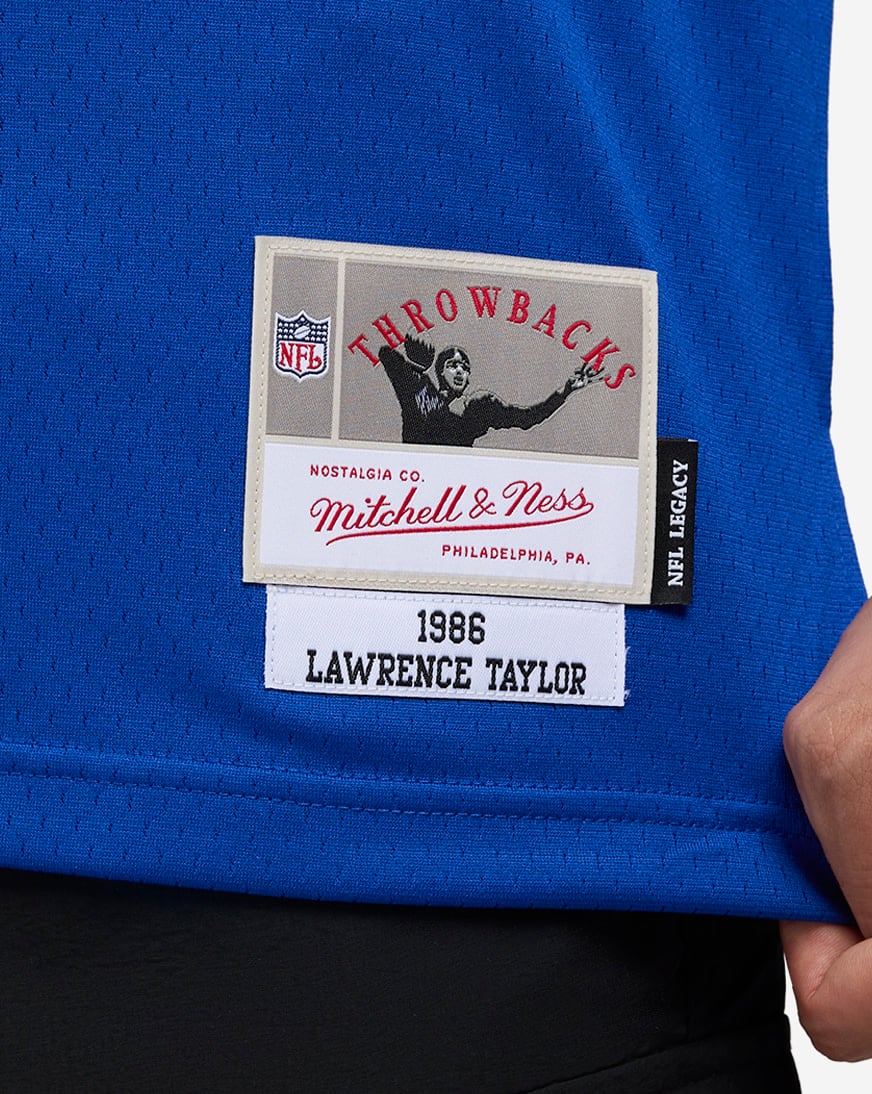 NFL
THROWBACKS
NOSTALGIA CO.
Mitchell & Ness
PHILADELPHIA, PA.
NFL LEGACY
1986
LAWRENCE TAYLOR